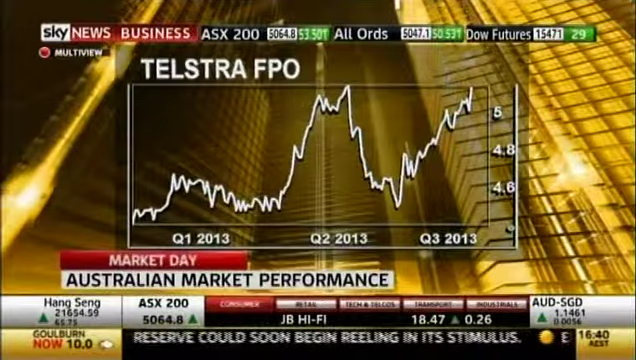 sky NEWS BUSINESS ASX 200 5064.8 53.50↑ All Ords 5047.1 50.53↑ Dow Futures 15471 29
MULTIVIEW
TELSTRA FPO
5
4.8
4.6
Q1 2013 Q2 2013 Q3 2013
MARKET DAY
AUSTRALIAN MARKET PERFORMANCE
Hang Seng ASX 200 CONSUMER RETAIL TECH & TELCOS TRANSPORT INDUSTRIALS AUD-SGD
▲ 21654.59 5064.8 ▲ JB HI-FI 18.47 ▲ 0.26 ▲ 1.1461
65.75 0.0056
GOULBURN
NOW 10.0 RESERVE COULD SOON BEGIN REELING IN ITS STIMULUS. 16:40
AEST